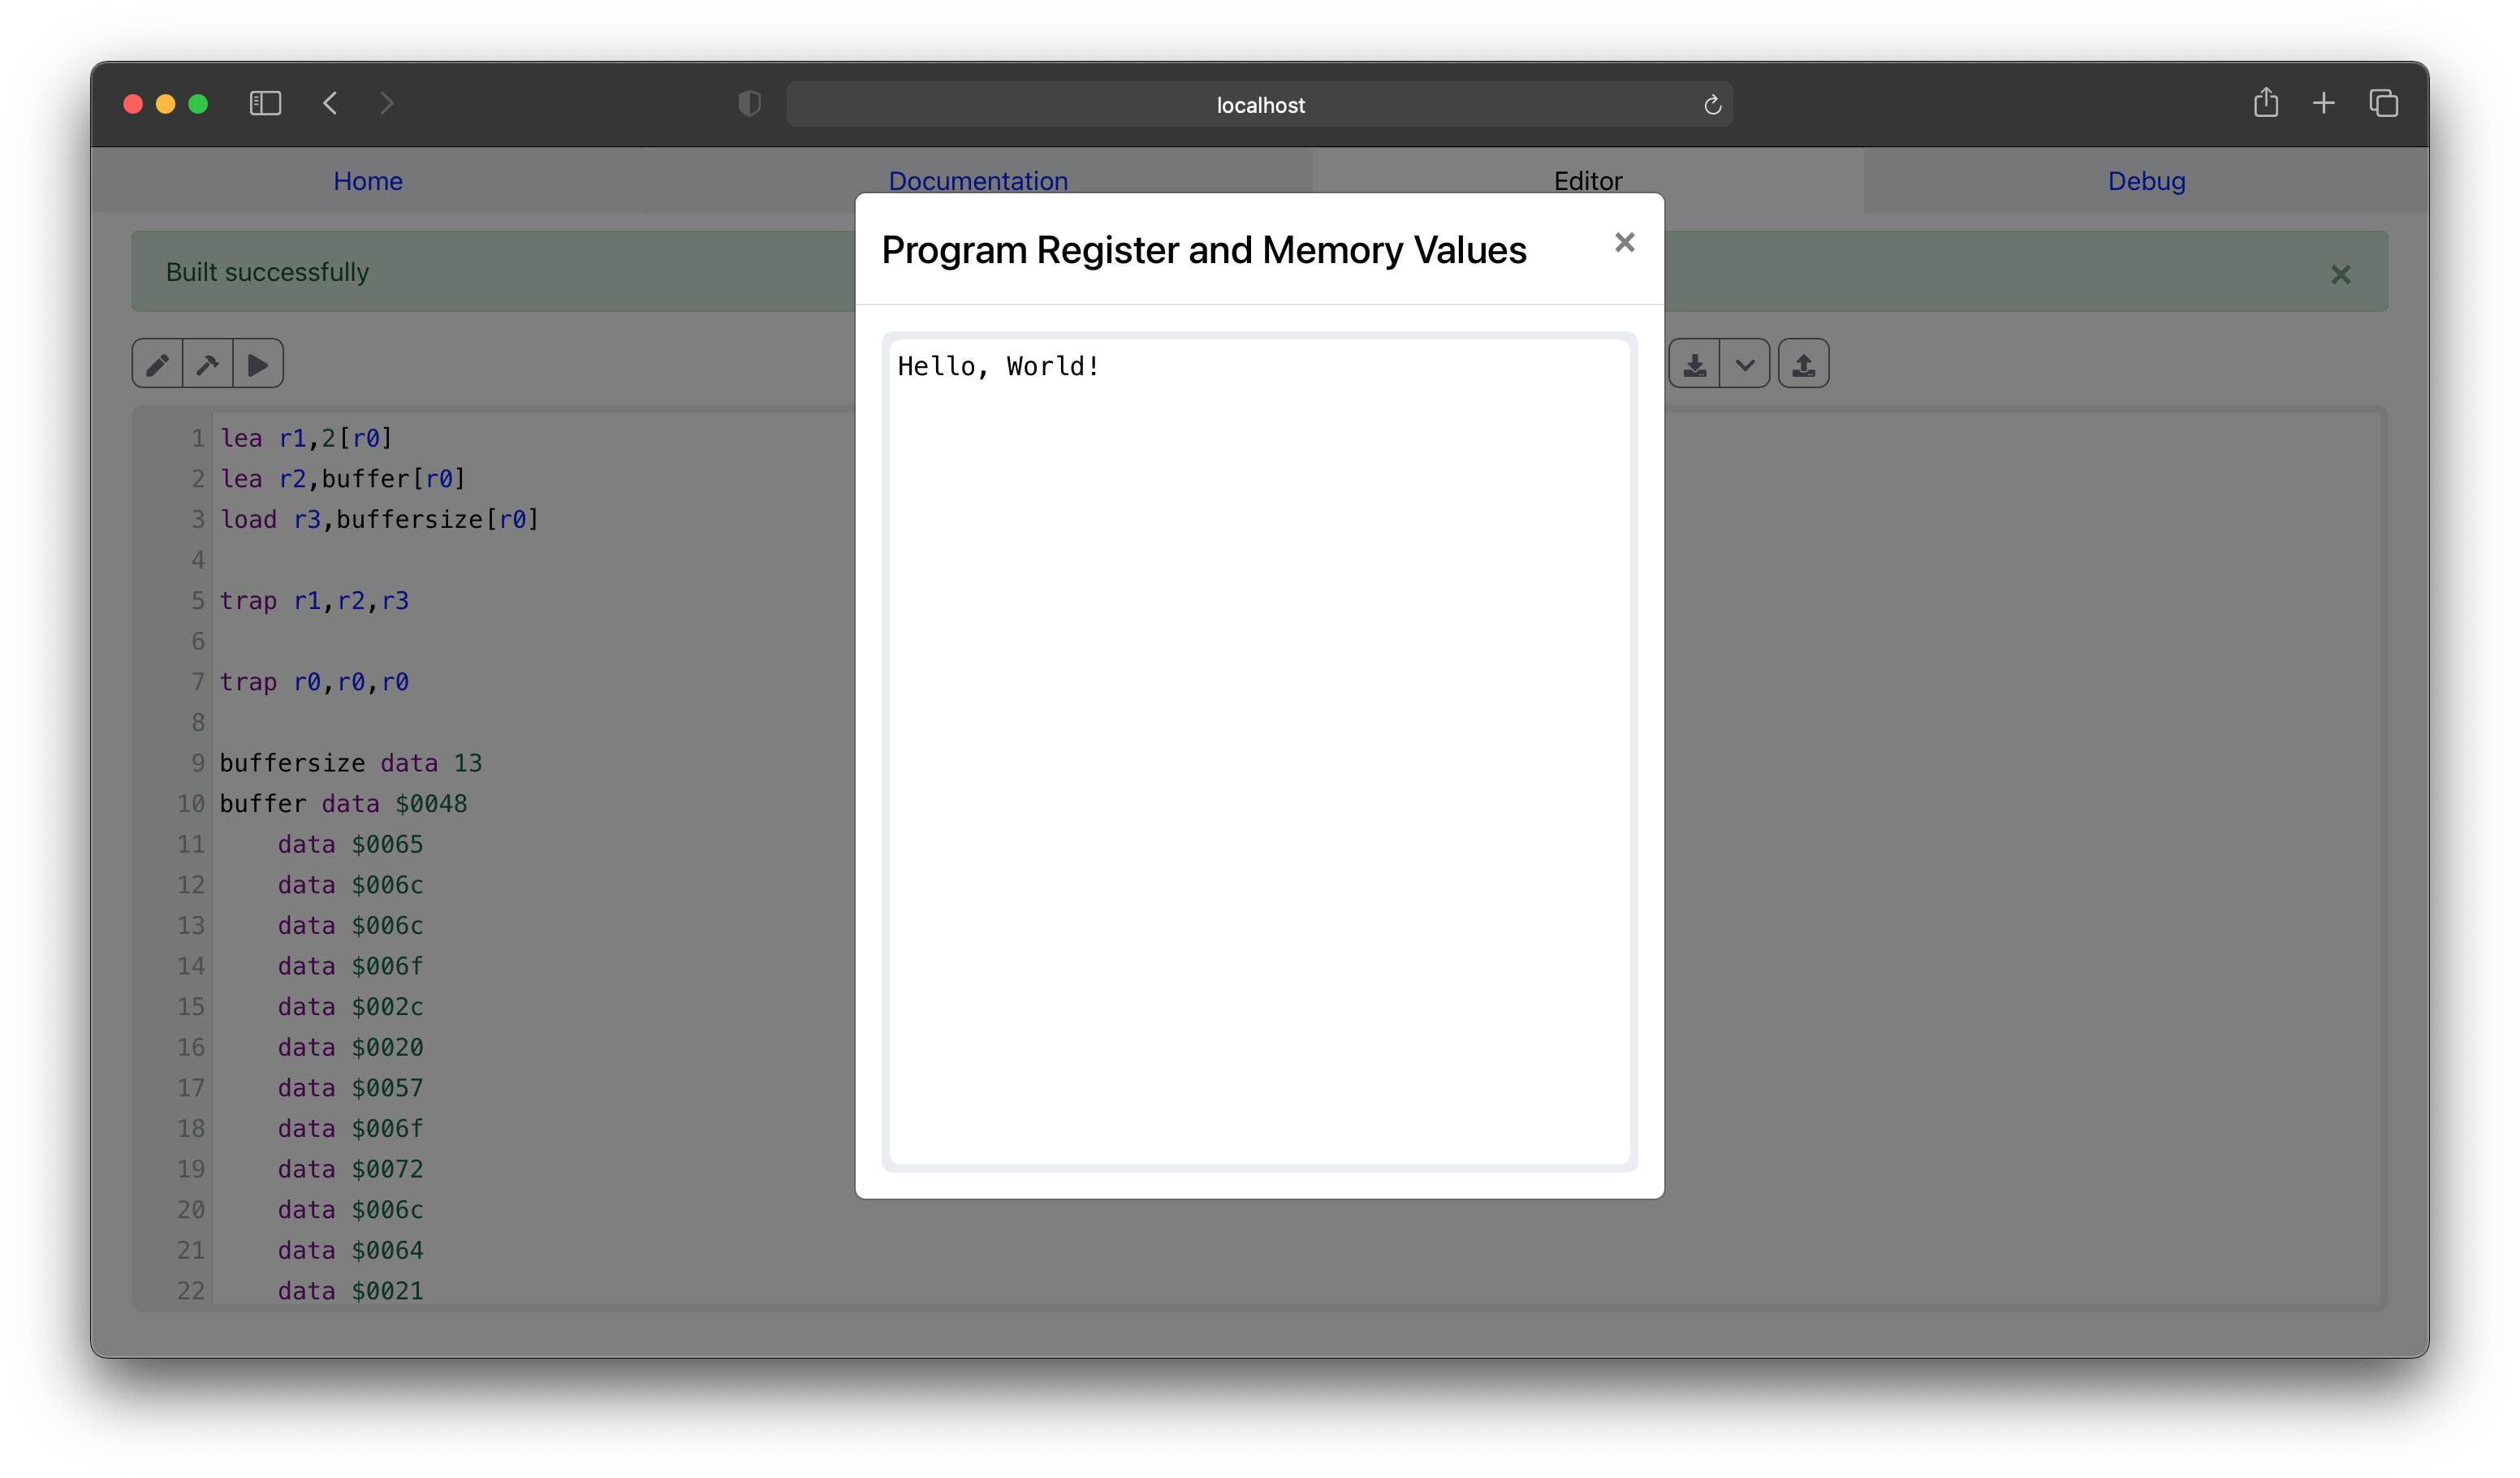 localhost
Home Documentation Editor Debug
Built successfully
Program Register and Memory Values
Hello, World!
1 lea r1,2[r0]
2 lea r2,buffer[r0]
3 load r3,buffersize[r0]
4
5 trap r1,r2,r3
6
7 trap r0,r0,r0
8
9 buffersize data 13
10 buffer data $0048
11     data $0065
12     data $006c
13     data $006c
14     data $006f
15     data $002c
16     data $0020
17     data $0057
18     data $006f
19     data $0072
20     data $006c
21     data $0064
22     data $0021